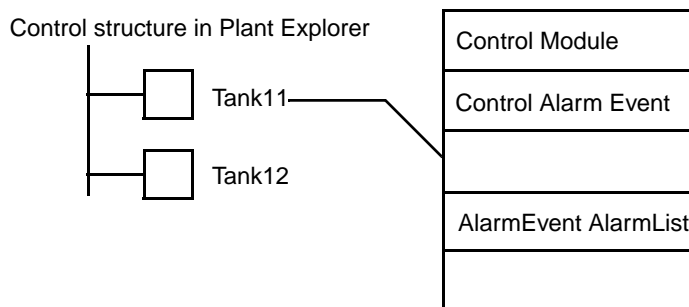 Control structure in Plant Explorer
Tank11
Tank12
Control Module
Control Alarm Event
AlarmEvent AlarmList